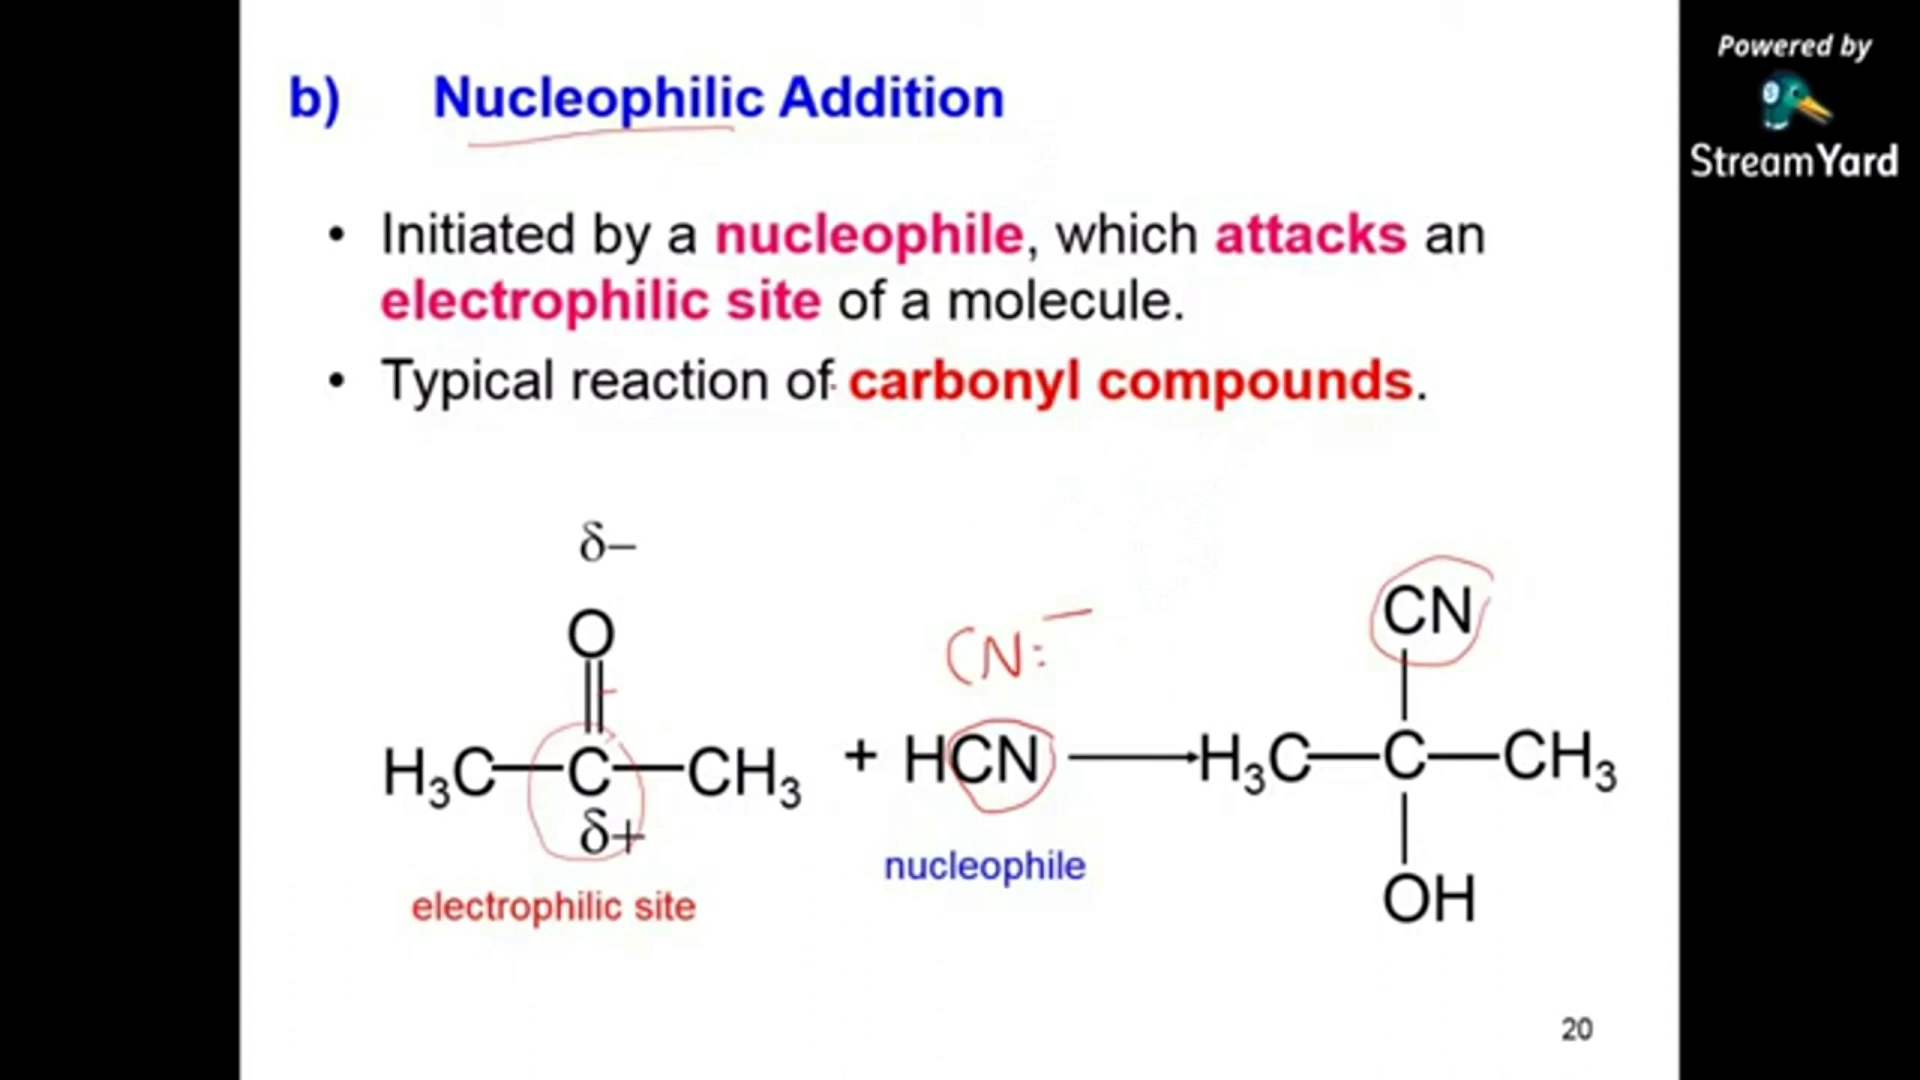 Powered by
StreamYard
b) Nucleophilic Addition
• Initiated by a nucleophile, which attacks an
electrophilic site of a molecule.
• Typical reaction of carbonyl compounds.
δ–
O
CN:⁻
CN
H₃C—C—CH₃ + HCN ⟶ H₃C—C—CH₃
δ+
nucleophile
electrophilic site
OH
20